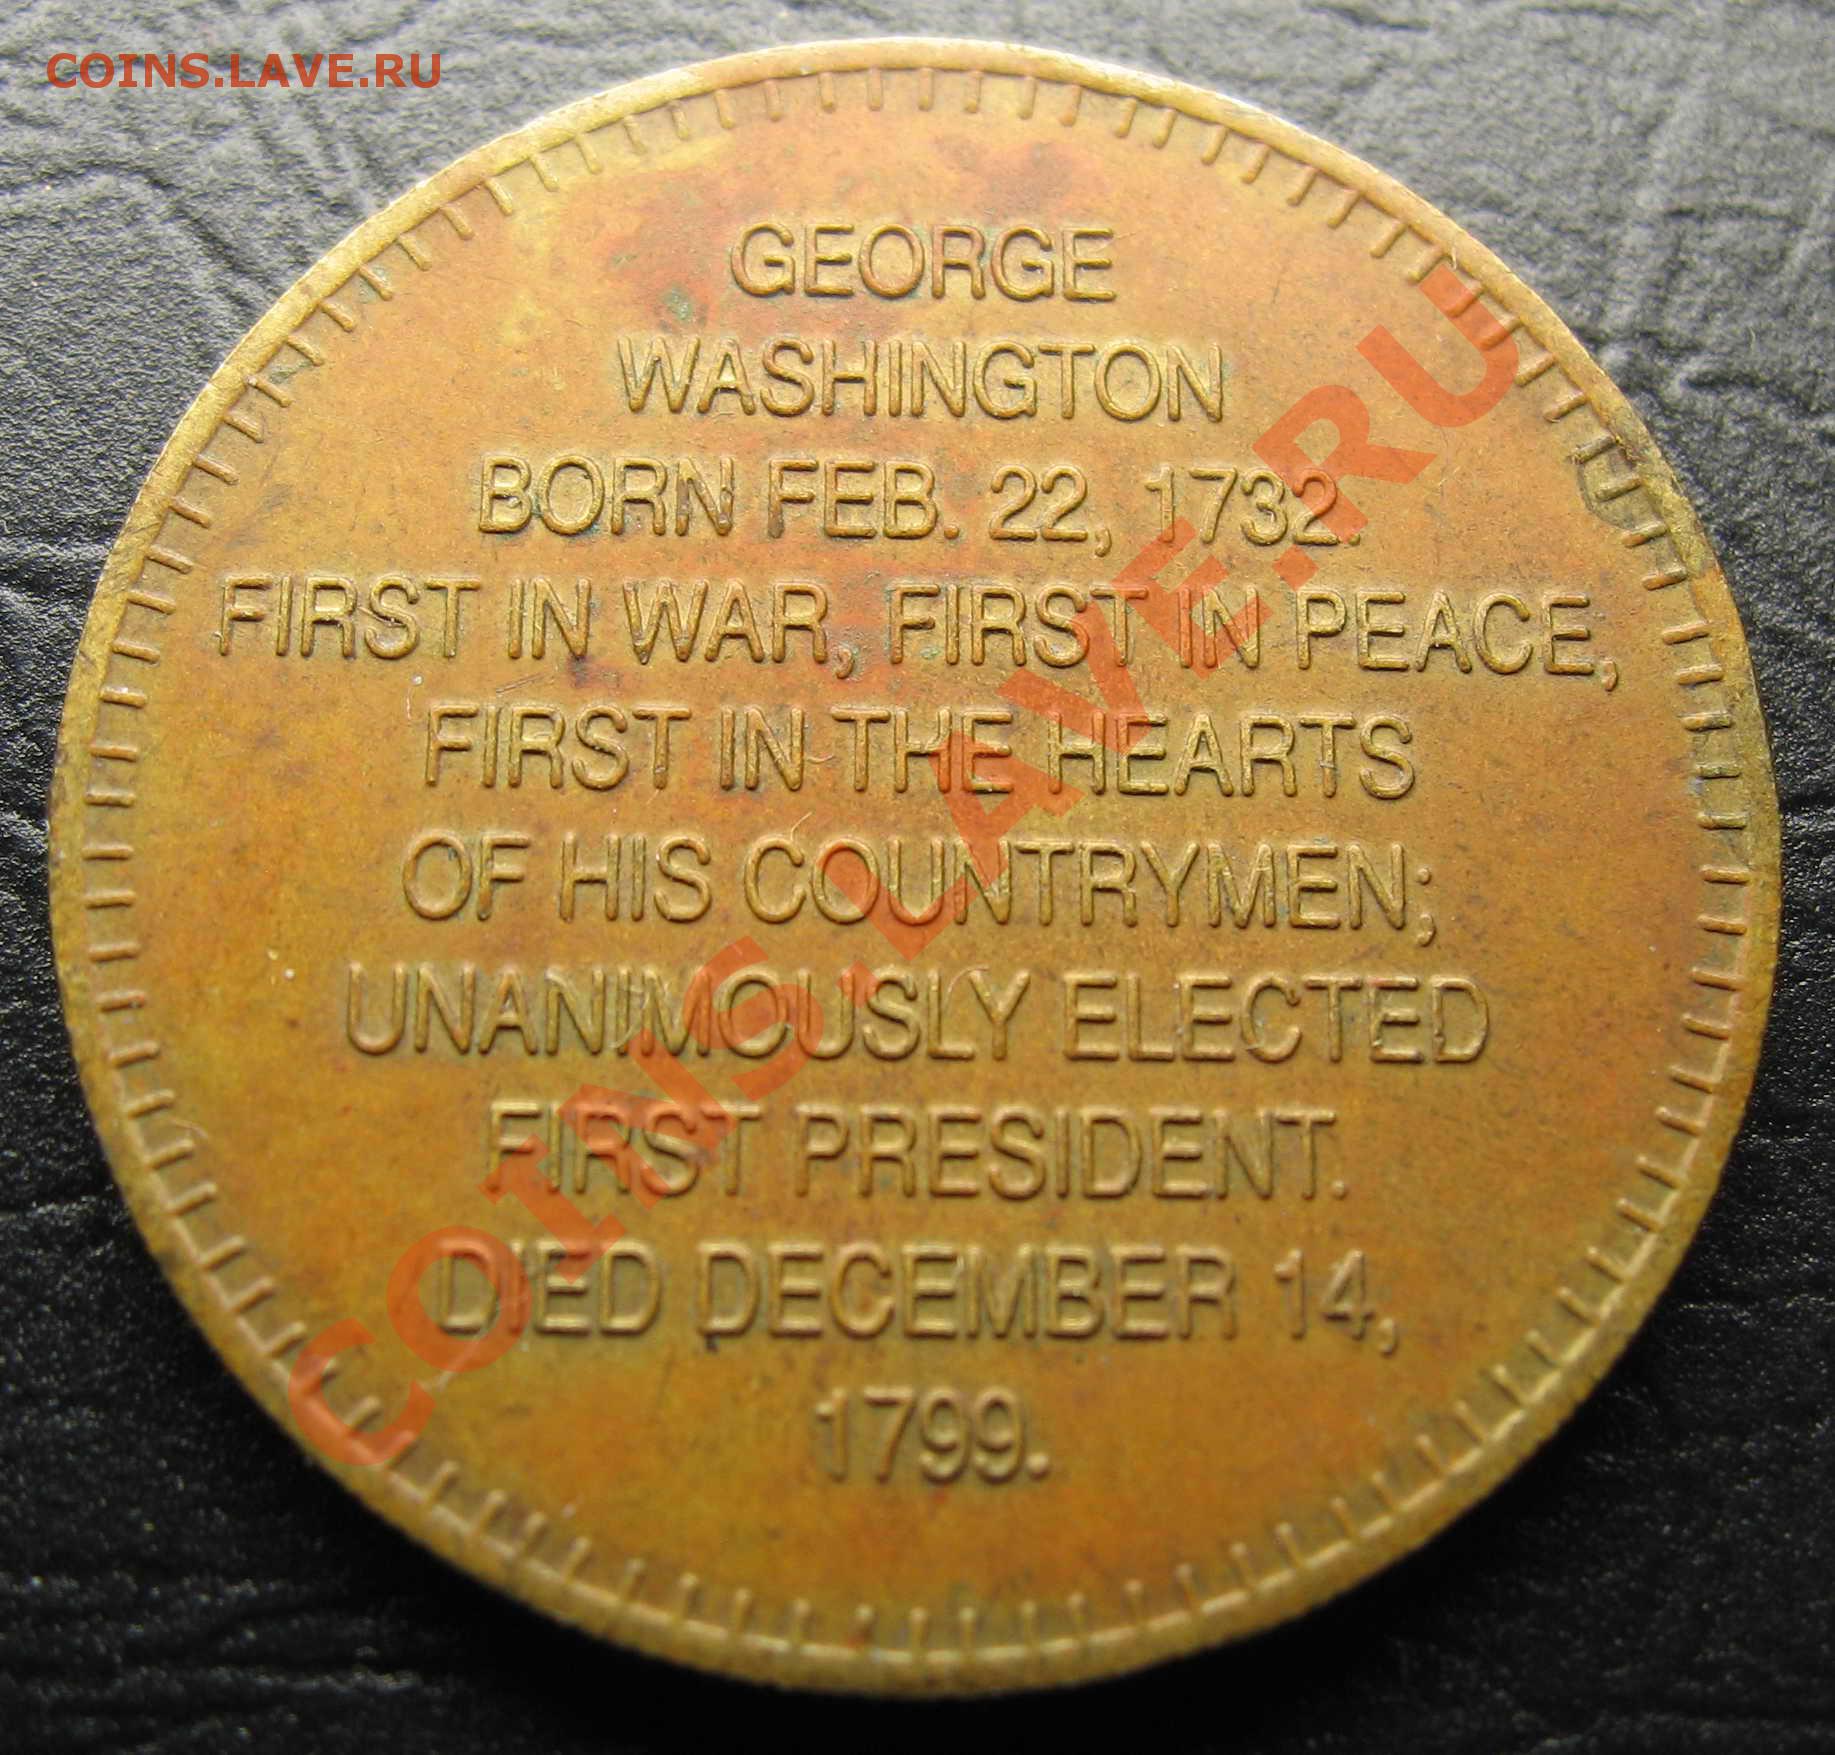 COINS.LAVE.RU
GEORGE
WASHINGTON
BORN FEB. 22, 1732.
FIRST IN WAR, FIRST IN PEACE,
FIRST IN THE HEARTS
OF HIS COUNTRYMEN;
UNANIMOUSLY ELECTED
FIRST PRESIDENT.
DIED DECEMBER 14,
1799.
COINS.LAVE.RU